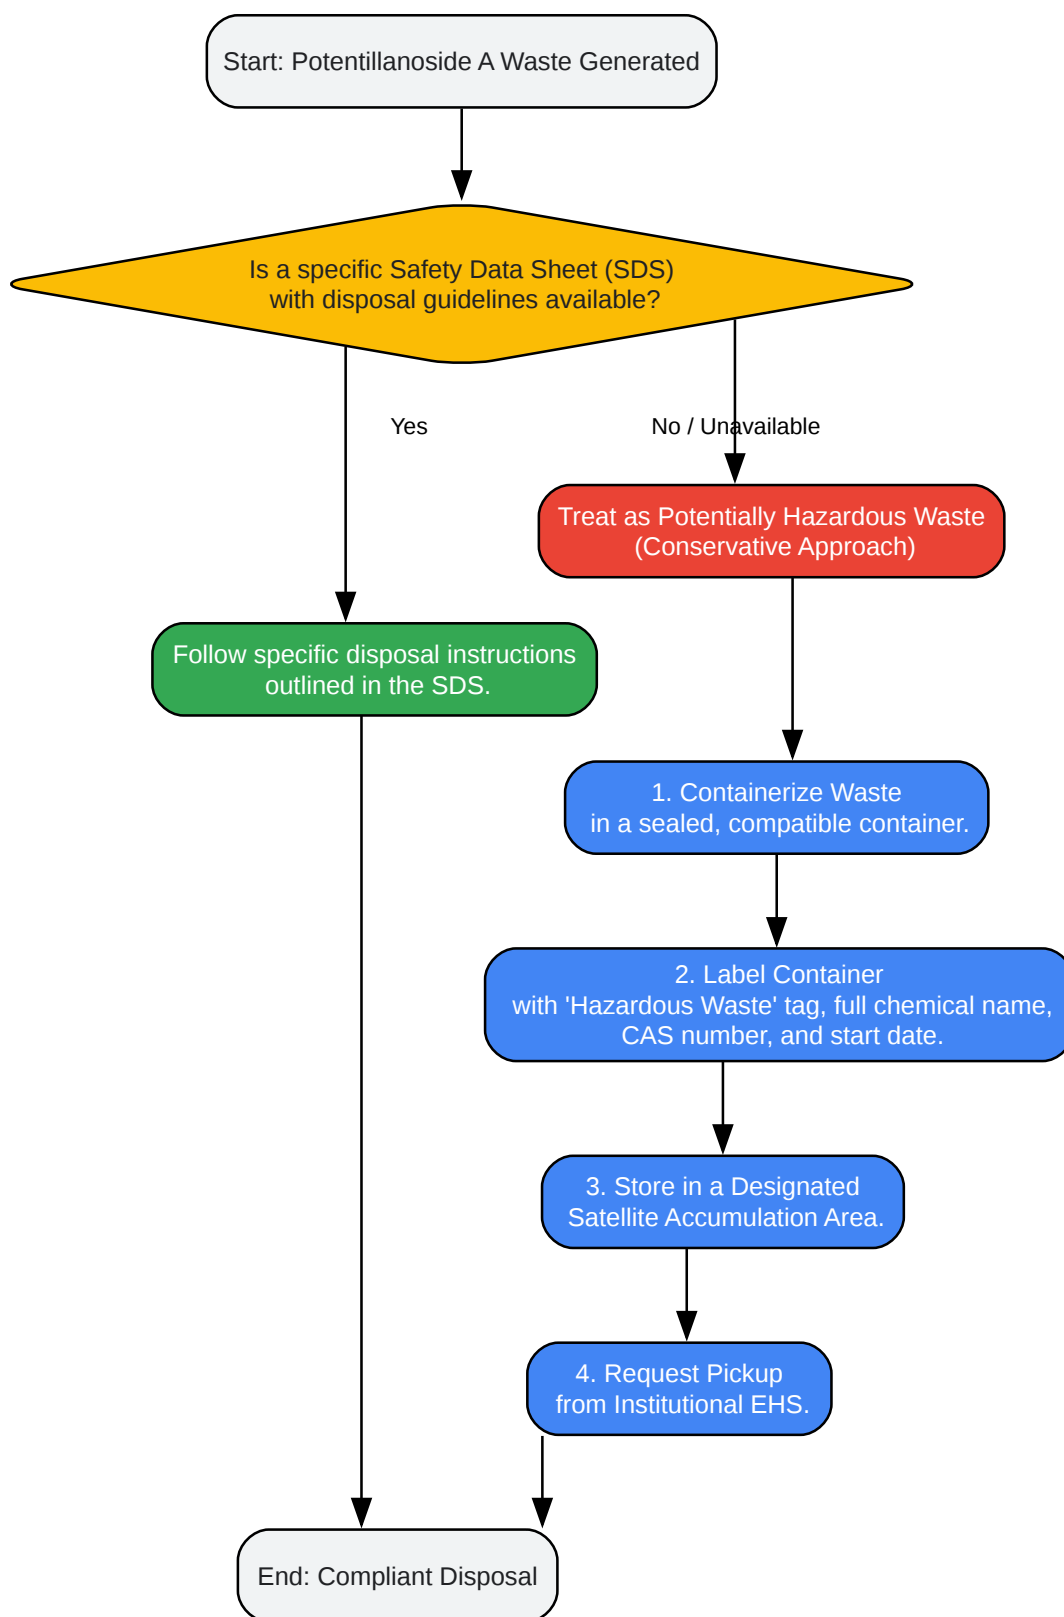 Start: Potentillanoside A Waste Generated
Is a specific Safety Data Sheet (SDS)
with disposal guidelines available?
Yes
No / Unavailable
Treat as Potentially Hazardous Waste
(Conservative Approach)
Follow specific disposal instructions
outlined in the SDS.
1. Containerize Waste
in a sealed, compatible container.
2. Label Container
with 'Hazardous Waste' tag, full chemical name,
CAS number, and start date.
3. Store in a Designated
Satellite Accumulation Area.
4. Request Pickup
from Institutional EHS.
End: Compliant Disposal